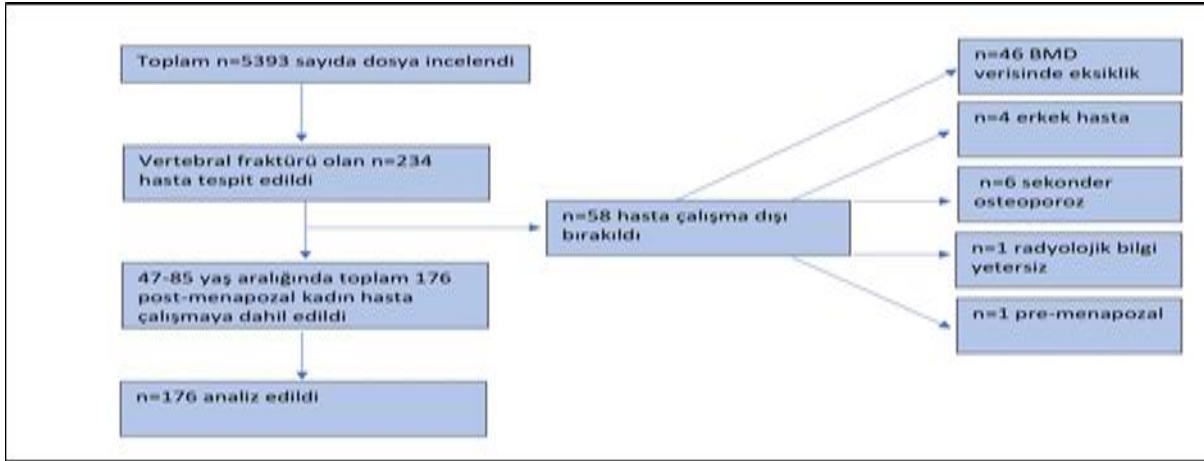 Toplam n=5393 sayıda dosya incelendi
Vertebral fraktürü olan n=234
hasta tespit edildi
47-85 yaş aralığında toplam 176
post-menapozal kadın hasta
çalışmaya dahil edildi
n=176 analiz edildi
n=58 hasta çalışma dışı
bırakıldı
n=46 BMD
verisinde eksiklik
n=4 erkek hasta
n=6 sekonder
osteoporoz
n=1 radyolojik bilgi
yetersiz
n=1 pre-menapozal